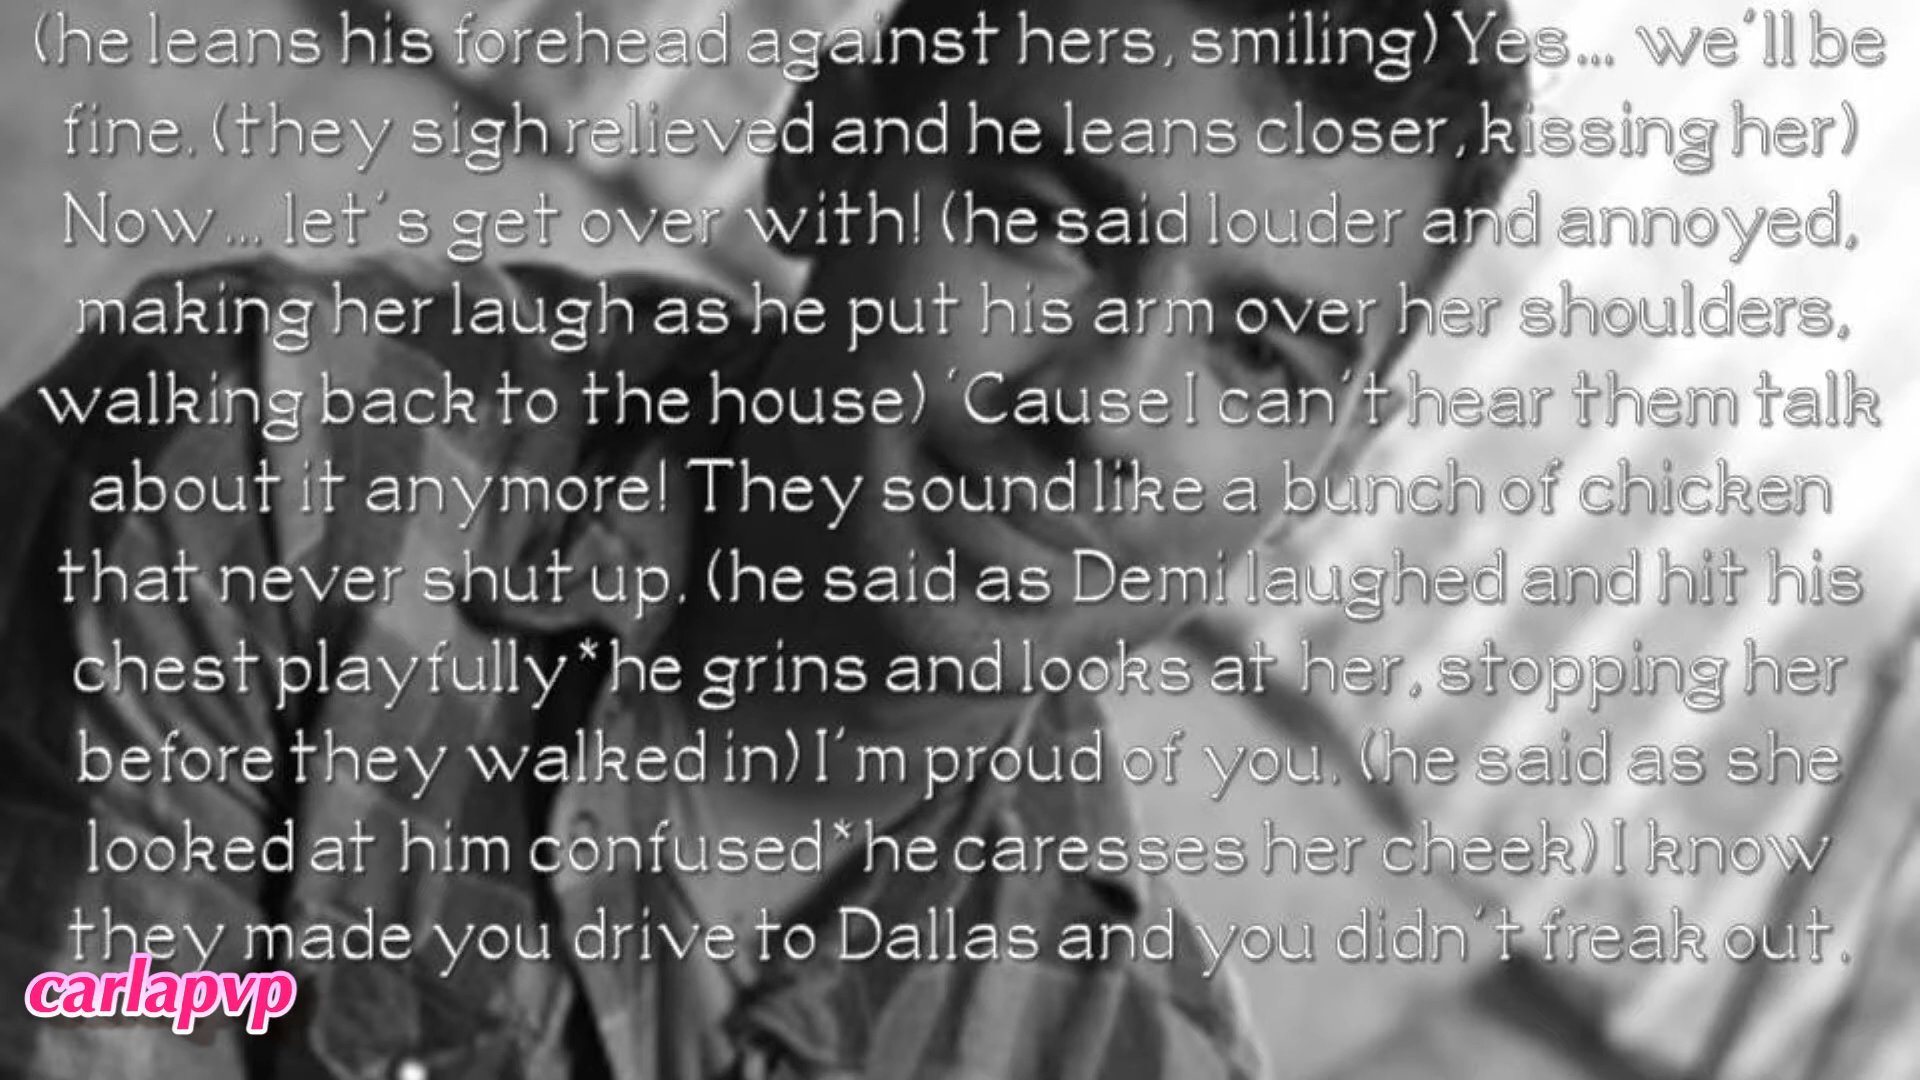 (he leans his forehead against hers, smiling) Yes... we'll be
fine. (they sigh relieved and he leans closer, kissing her)
Now... let's get over with! (he said louder and annoyed,
making her laugh as he put his arm over her shoulders,
walking back to the house) 'Cause I can't hear them talk
about it anymore! They sound like a bunch of chicken
that never shut up. (he said as Demi laughed and hit his
chest playfully*he grins and looks at her, stopping her
before they walked in) I'm proud of you. (he said as she
looked at him confused*he caresses her cheek) I know
they made you drive to Dallas and you didn't freak out.
carlapvp